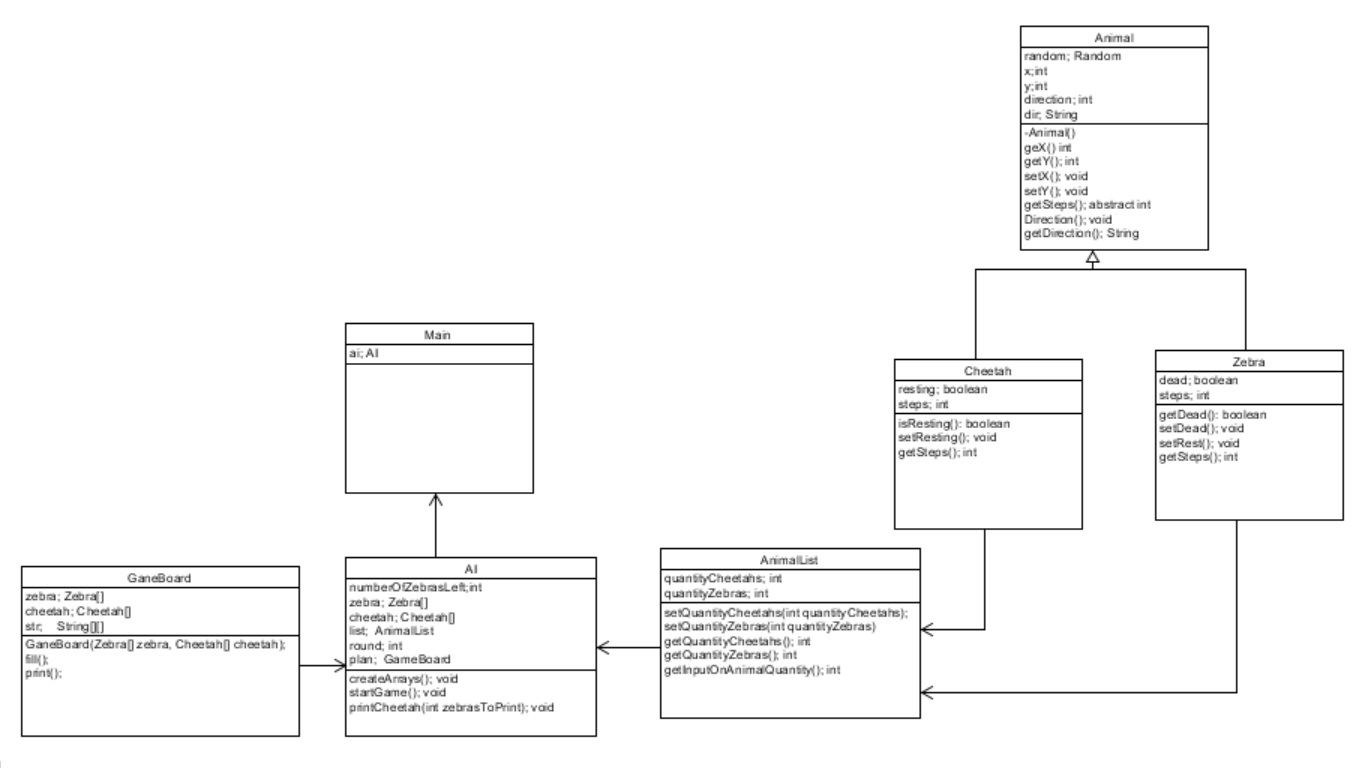 Animal
random; Random
x;int
y;int
direction; int
dir; String
-Animal()
geX() int
getY(); int
setX(); void
setY(); void
getSteps(); abstract int
Direction(); void
getDirection(); String
Main
ai; AI
Cheetah
resting; boolean
steps; int
isResting(): boolean
setResting(); void
getSteps(); int
Zebra
dead; boolean
steps; int
getDead(): boolean
setDead(); void
setRest(); void
getSteps(); int
GaneBoard
zebra; Zebra[]
cheetah; Cheetah[]
str; String[][]
GaneBoard(Zebra[] zebra, Cheetah[] cheetah);
fill();
print();
AI
numberOfZebrasLeft;int
zebra; Zebra[]
cheetah; Cheetah[]
list; AnimalList
round; int
plan; GameBoard
createArrays(); void
startGame(); void
printCheetah(int zebrasToPrint); void
AnimalList
quantityCheetahs; int
quantityZebras; int
setQuantityCheetahs(int quantityCheetahs);
setQuantityZebras(int quantityZebras)
getQuantityCheetahs(); int
getQuantityZebras(); int
getInputOnAnimalQuantity(); int